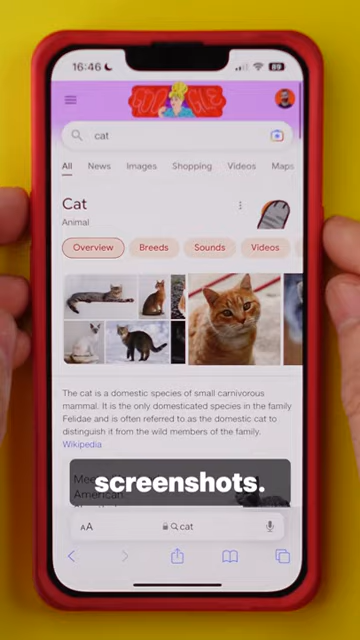 16:46
89
GOOGLE
cat
All News Images Shopping Videos Maps
Cat
Animal
Overview Breeds Sounds Videos
The cat is a domestic species of small carnivorous
mammal. It is the only domesticated species in the family
Felidae and is often referred to as the domestic cat to
distinguish it from the wild members of the family.
Wikipedia
screenshots.
AA cat